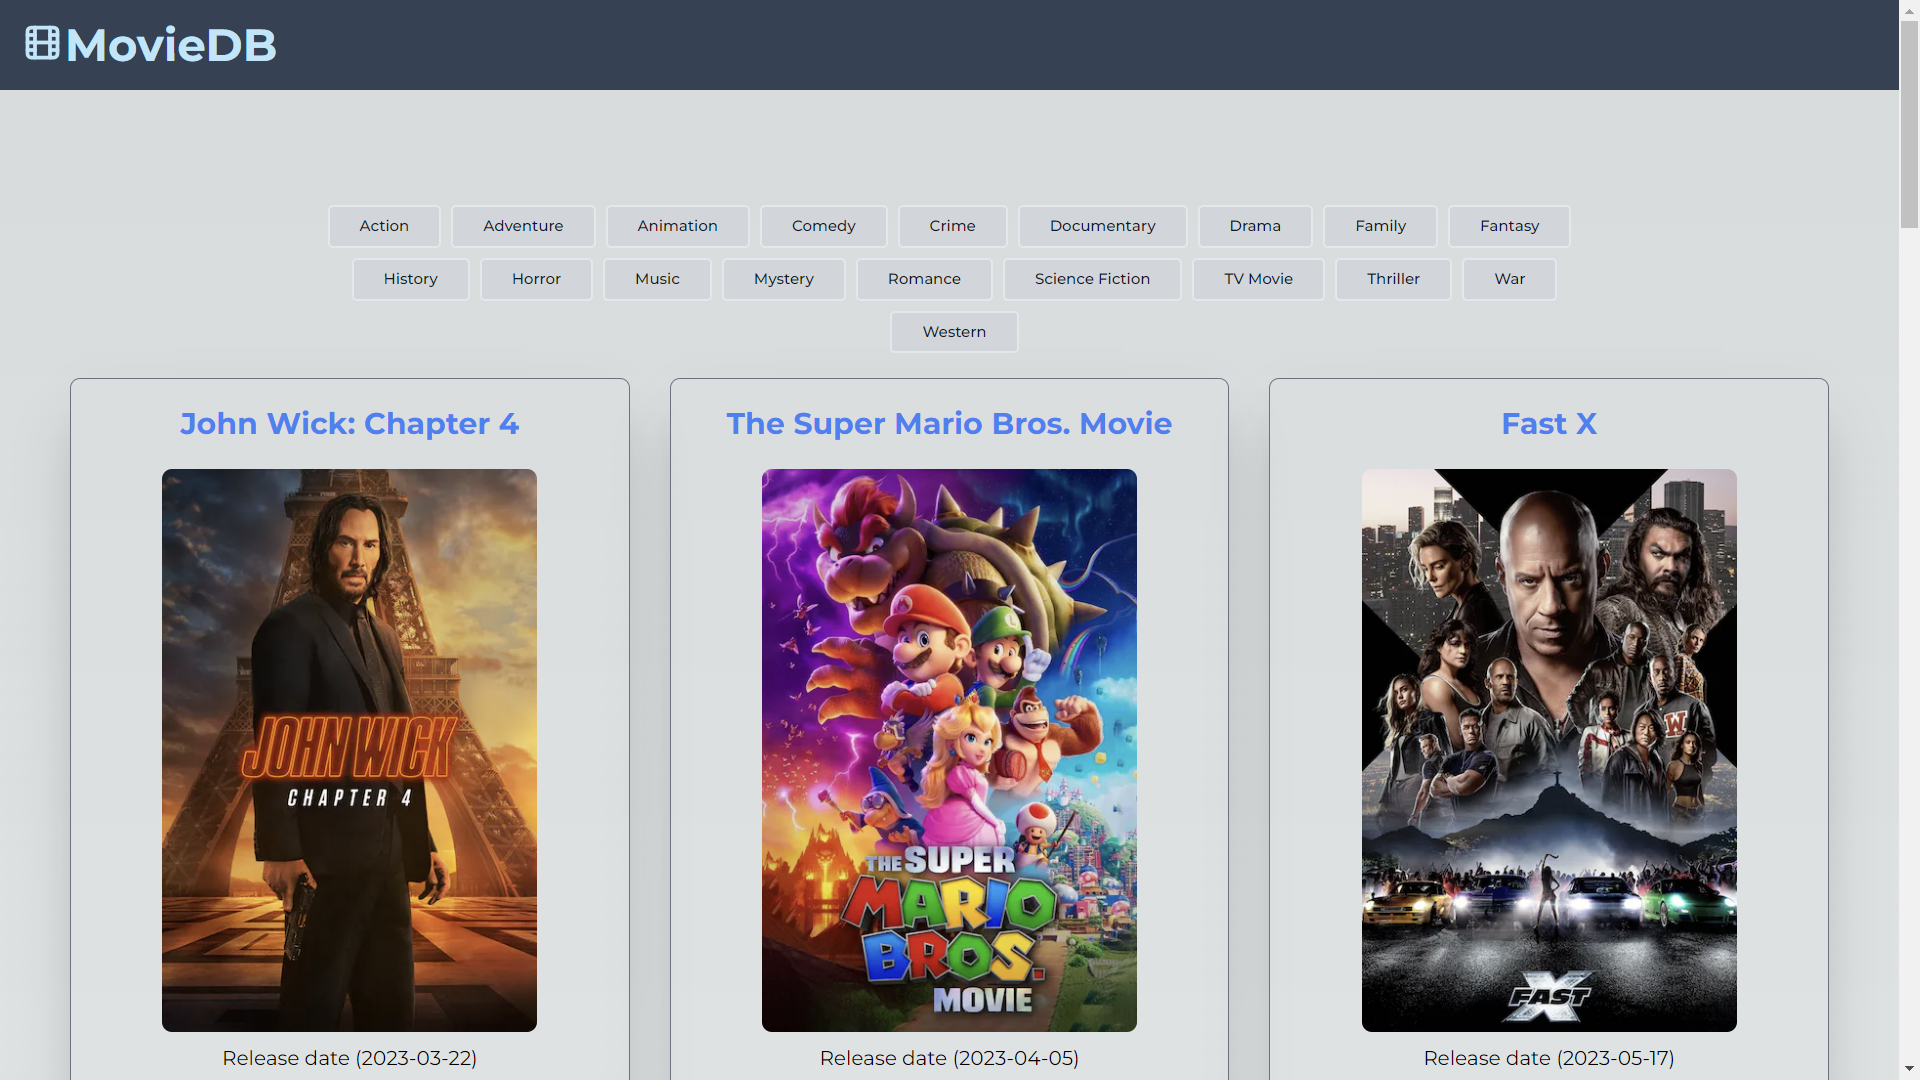 MovieDB
Action Adventure Animation Comedy Crime Documentary Drama Family Fantasy
History Horror Music Mystery Romance Science Fiction TV Movie Thriller War
Western
John Wick: Chapter 4
JOHN WICK
CHAPTER 4
Release date (2023-03-22)
The Super Mario Bros. Movie
THE SUPER
MARIO
BROS.
MOVIE
Release date (2023-04-05)
Fast X
W
FAST X
Release date (2023-05-17)